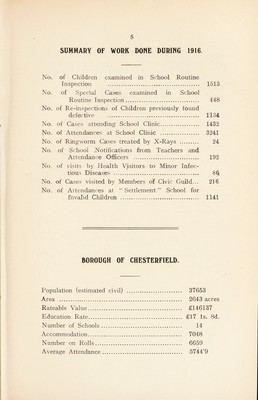 5
SUMMARY OF WORK DONE DURING 1916.
No. of Children examined in School Routine
Inspection ........ 1513
No. of Special Cases examined in School
Routine Inspection ........ 448
No. of Re-inspections of Children previously found
defective ........ 1134
No. of Cases attending School Clinic ........ 1432
No. of Attendances at School Clinic ........ 3241
No. of Ringworm Cases treated by X-Rays ........ 24
No. of School Notifications from Teachers and
Attendance Officers ........ 192
No. of visits by Health Visitors to Minor Infec-
tious Diseases ........ 86
No. of Cases visited by Members of Civic Guild... 216
No. of Attendances at "Settlement" School for
Invalid Children ........ 1141
BOROUGH OF CHESTERFIELD.
Population (estimated civil) ........ 37653
Area ........ 2643 acres
Rateable Value ........ £146137
Education Rate ........ £17 1s. 8d.
Number of Schools ........ 14
Accommodation ........ 7048
Number on Rolls ........ 6659
Average Attendance ........ 5744'9